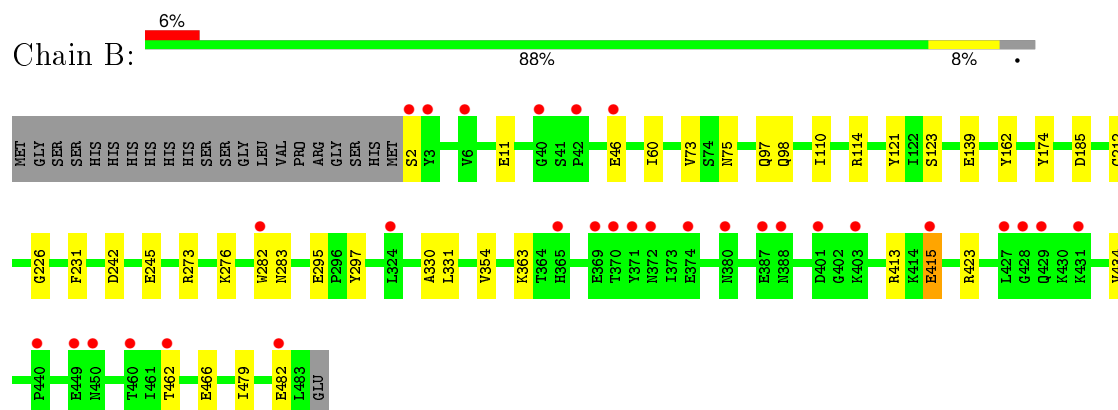 6%
Chain B:
88% 8% •
MET GLY SER SER HIS HIS HIS HIS HIS HIS SER SER GLY LEU VAL PRO ARG GLY SER HIS MET S2 Y3 V6 E11 G40 S41 P42 E46 I60 V73 S74 N75 Q97 Q98 I110 R114 Y121 I122 S123 E139 Y162 Y174 D185
G226 F231 D242 E245 R273 K276 W282 N283 E295 P296 Y297 L324 A330 L331 V354 K363 T364 H365 E369 T370 Y371 N372 I373 E374 N380 E387 N388 D401 G402 K403 R413 K414 E415 R423 L427 G428 Q429 K430 K431
P440 E449 N450 T460 I461 T462 E466 I479 E482 L483 GLU